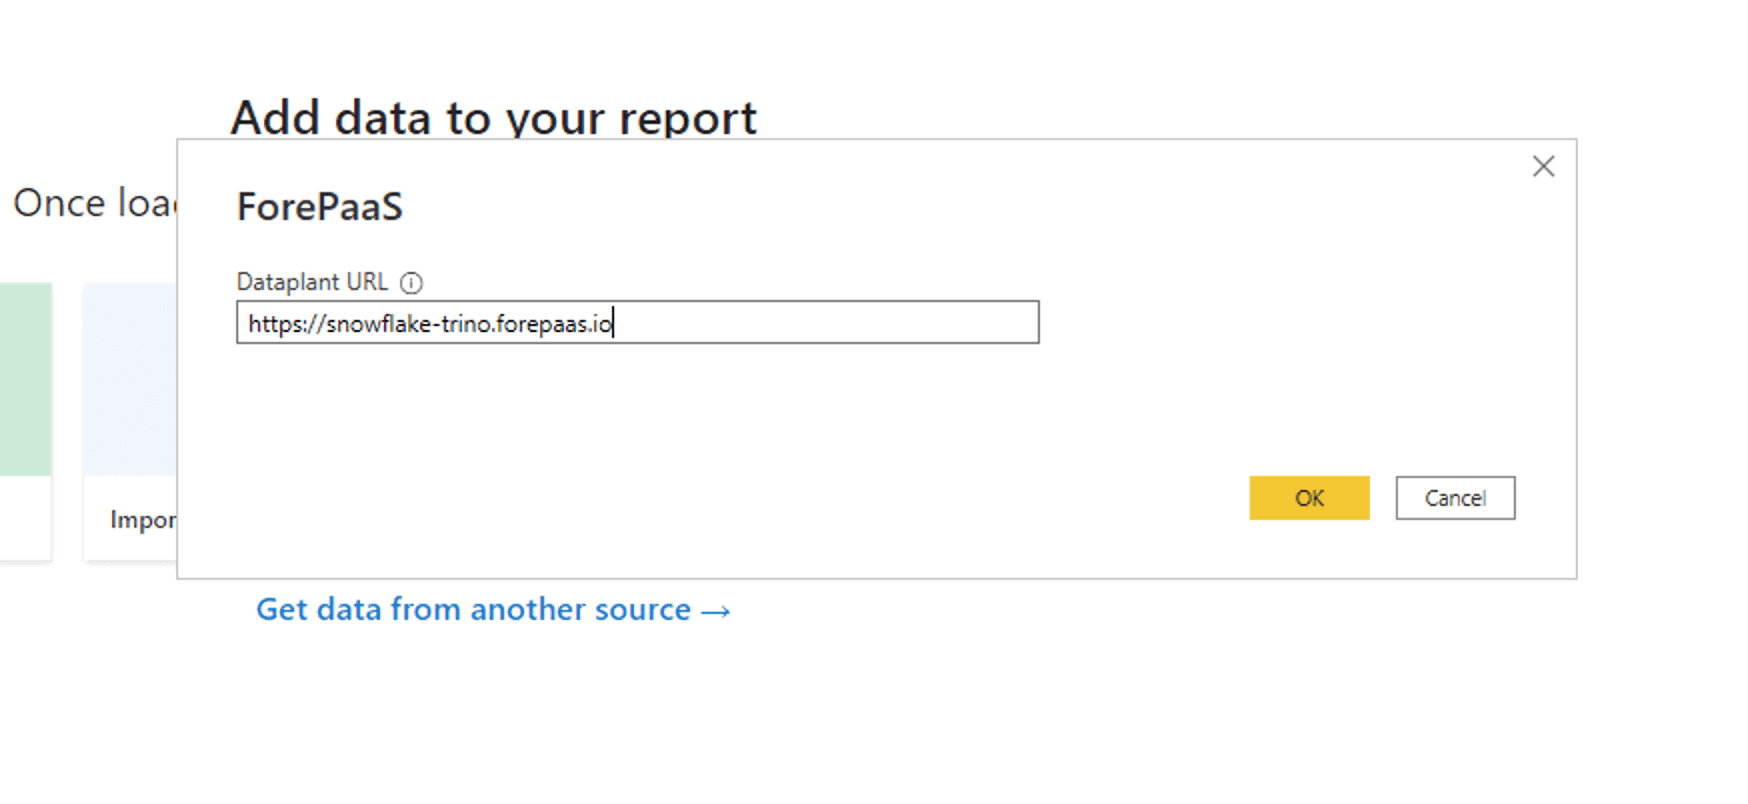 Add data to your report
Once load
ForePaaS
Dataplant URL
https://snowflake-trino.forepaas.io
OK
Cancel
Impor
Get data from another source →